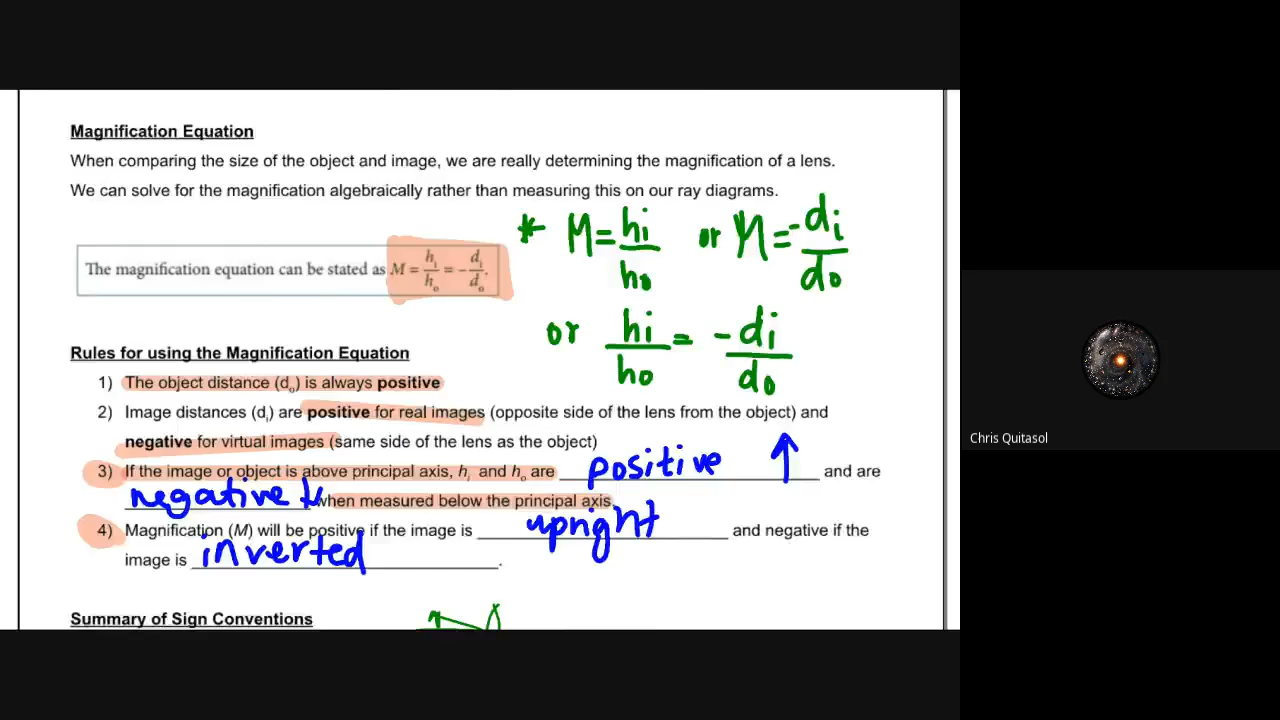 Magnification Equation
When comparing the size of the object and image, we are really determining the magnification of a lens.
We can solve for the magnification algebraically rather than measuring this on our ray diagrams.
* M = hi/ho or M = -di/do
The magnification equation can be stated as M = hi/ho = -di/do.
or hi/ho = -di/do
Rules for using the Magnification Equation
1) The object distance (do) is always positive
2) Image distances (di) are positive for real images (opposite side of the lens from the object) and
negative for virtual images (same side of the lens as the object)
3) If the image or object is above principal axis, hi and ho are positive ↑ and are
negative ↓ when measured below the principal axis.
4) Magnification (M) will be positive if the image is upright and negative if the
image is inverted.
Chris Quitasol
Summary of Sign Conventions